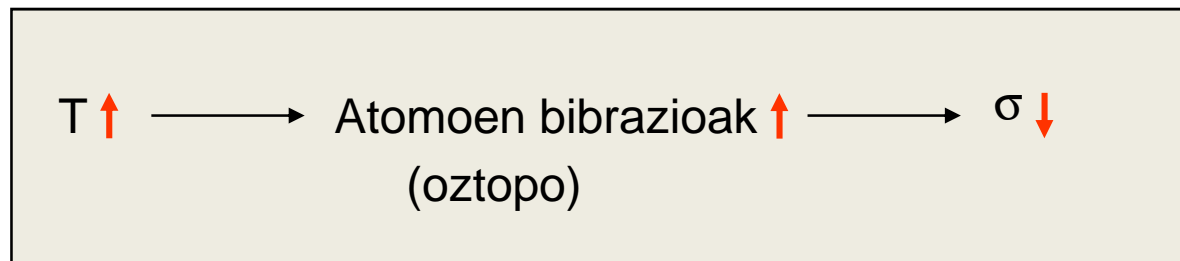 T ↑ → Atomoen bibrazioak ↑ → σ ↓
(oztopo)